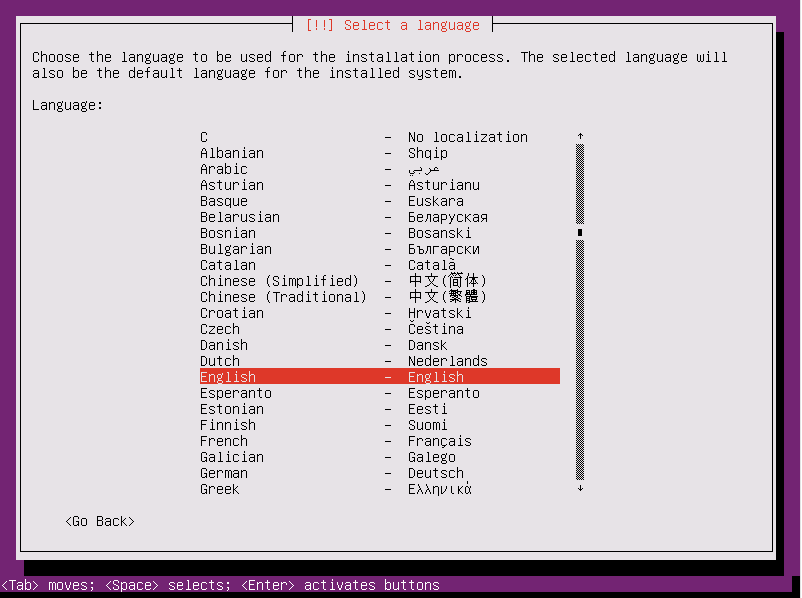 [!!] Select a language
Choose the language to be used for the installation process. The selected language will
also be the default language for the installed system.
Language:
C - No localization
Albanian - Shqip
Arabic - عربي
Asturian - Asturianu
Basque - Euskara
Belarusian - Беларуская
Bosnian - Bosanski
Bulgarian - Български
Catalan - Català
Chinese (Simplified) - 中文(简体)
Chinese (Traditional) - 中文(繁體)
Croatian - Hrvatski
Czech - Čeština
Danish - Dansk
Dutch - Nederlands
English - English
Esperanto - Esperanto
Estonian - Eesti
Finnish - Suomi
French - Français
Galician - Galego
German - Deutsch
Greek - Ελληνικά
<Go Back>
<Tab> moves; <Space> selects; <Enter> activates buttons